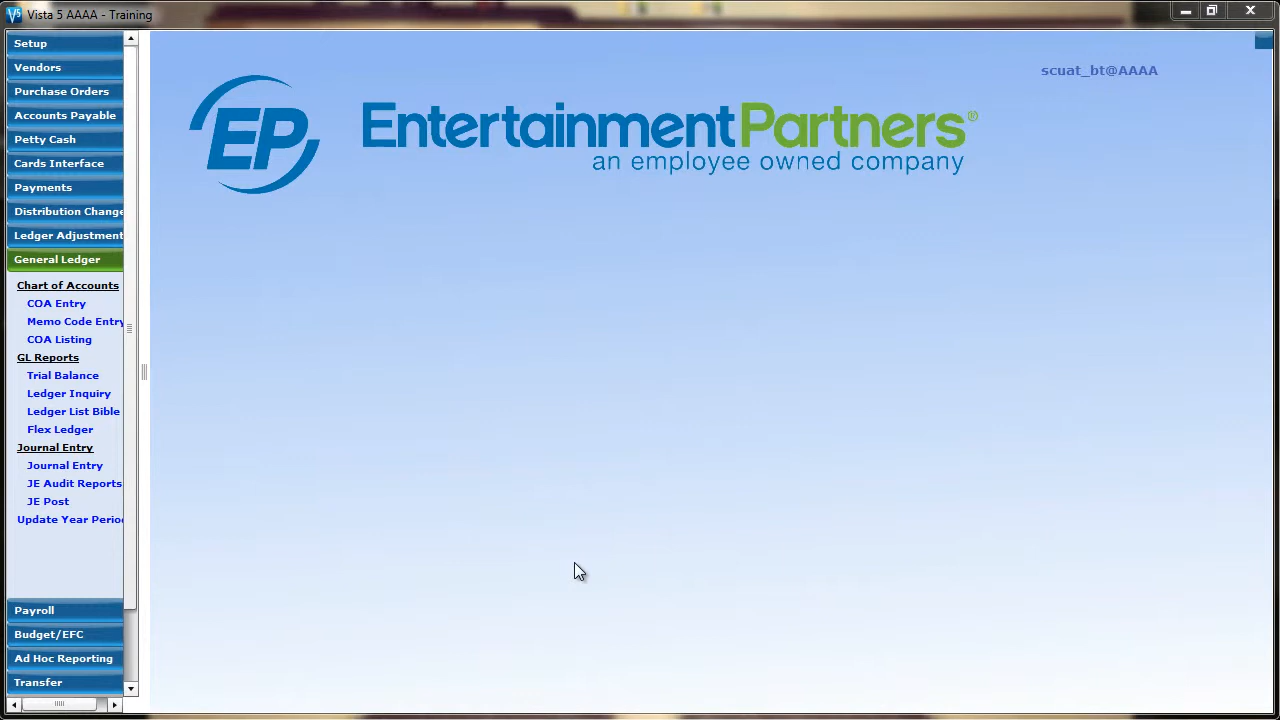 Vista 5 AAAA - Training
Setup
Vendors
Purchase Orders
Accounts Payable
Petty Cash
Cards Interface
Payments
Distribution Change
Ledger Adjustment
General Ledger
Chart of Accounts
COA Entry
Memo Code Entry
COA Listing
GL Reports
Trial Balance
Ledger Inquiry
Ledger List Bible
Flex Ledger
Journal Entry
Journal Entry
JE Audit Reports
JE Post
Update Year Perio
Payroll
Budget/EFC
Ad Hoc Reporting
Transfer
scuat_bt@AAAA
EP EntertainmentPartners®
an employee owned company